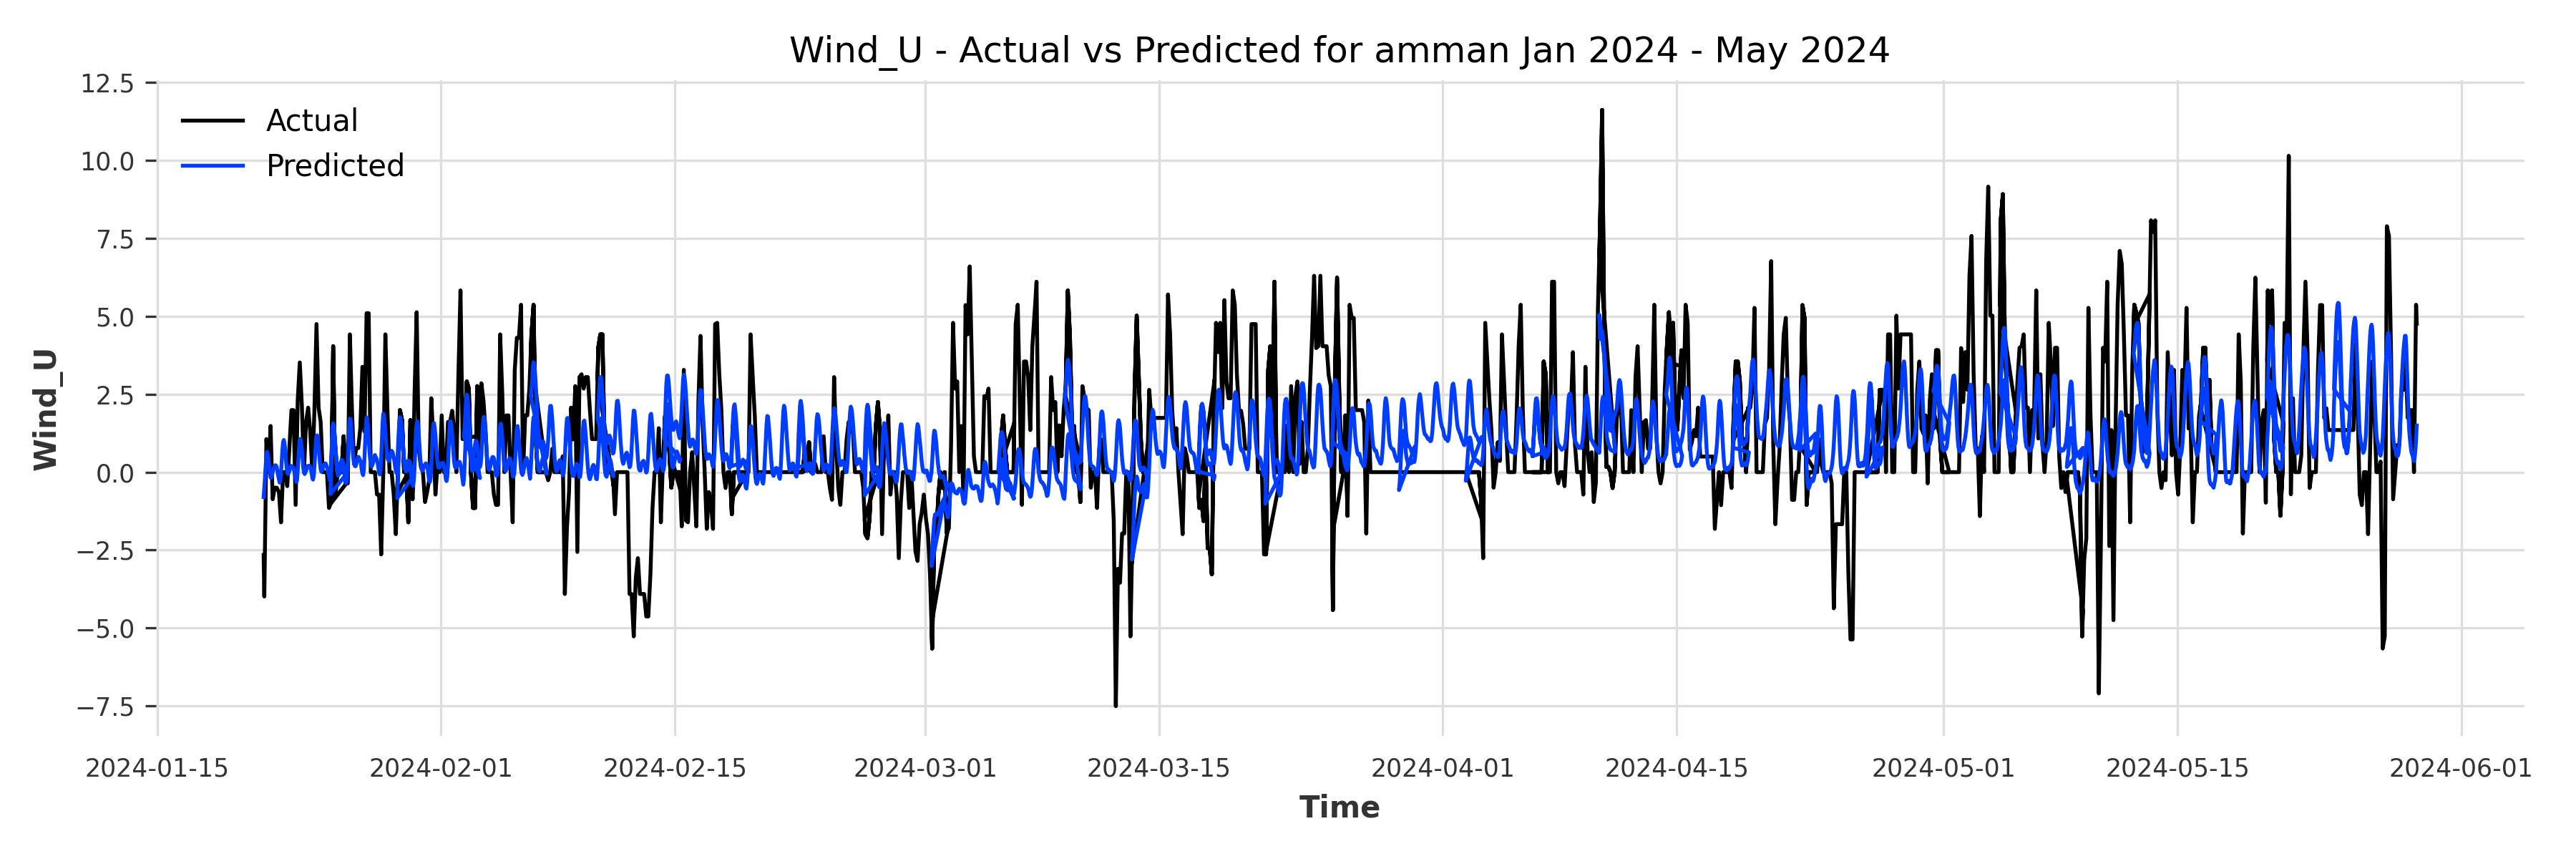 Wind_U - Actual vs Predicted for amman Jan 2024 - May 2024
12.5
10.0
7.5
5.0
2.5
0.0
−2.5
−5.0
−7.5
Wind_U
Actual
Predicted
2024-01-15 2024-02-01 2024-02-15 2024-03-01 2024-03-15 2024-04-01 2024-04-15 2024-05-01 2024-05-15 2024-06-01
Time